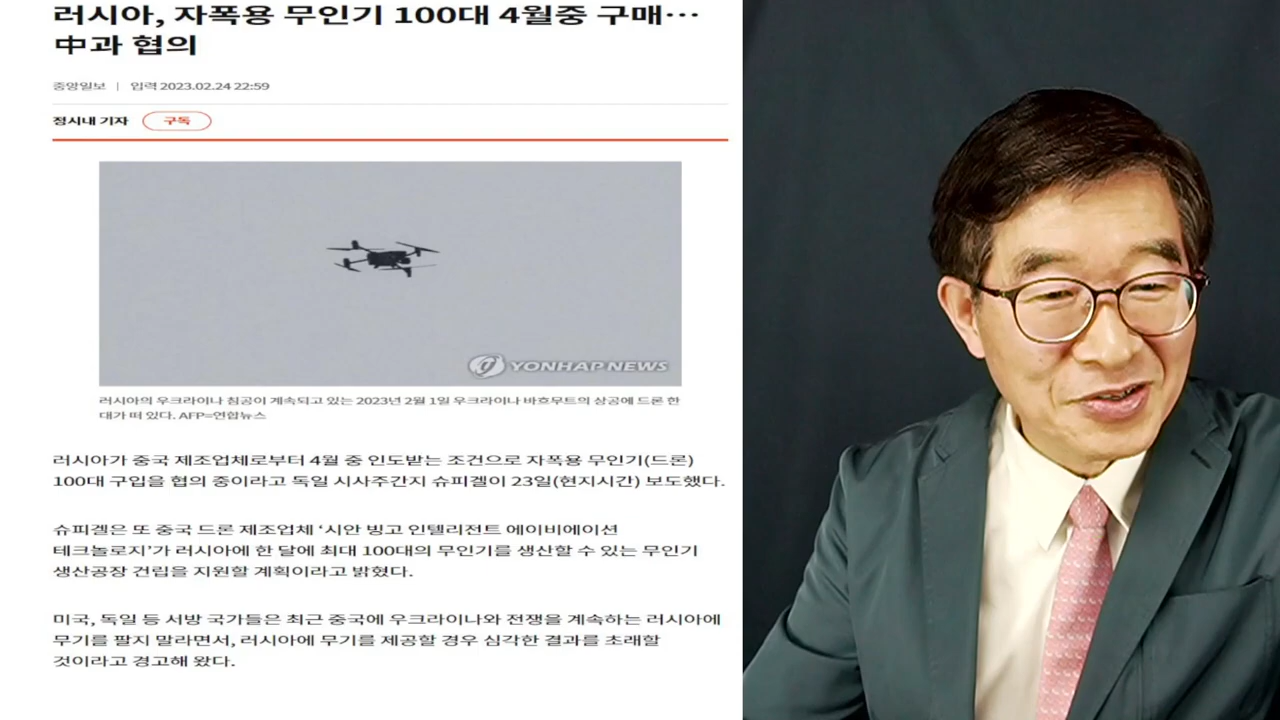 러시아, 자폭용 무인기 100대 4월중 구매…
中과 협의
중앙일보 | 입력 2023.02.24 22:59
정시내 기자 구독
YONHAP NEWS
러시아의 우크라이나 침공이 계속되고 있는 2023년 2월 1일 우크라이나 바흐무트의 상공에 드론 한
대가 떠 있다. AFP=연합뉴스
러시아가 중국 제조업체로부터 4월 중 인도받는 조건으로 자폭용 무인기(드론)
100대 구입을 협의 중이라고 독일 시사주간지 슈피겔이 23일(현지시간) 보도했다.
슈피겔은 또 중국 드론 제조업체 ‘시안 빙고 인텔리전트 에이비에이션
테크놀로지’가 러시아에 한 달에 최대 100대의 무인기를 생산할 수 있는 무인기
생산공장 건립을 지원할 계획이라고 밝혔다.
미국, 독일 등 서방 국가들은 최근 중국에 우크라이나와 전쟁을 계속하는 러시아에
무기를 팔지 말라면서, 러시아에 무기를 제공할 경우 심각한 결과를 초래할
것이라고 경고해 왔다.